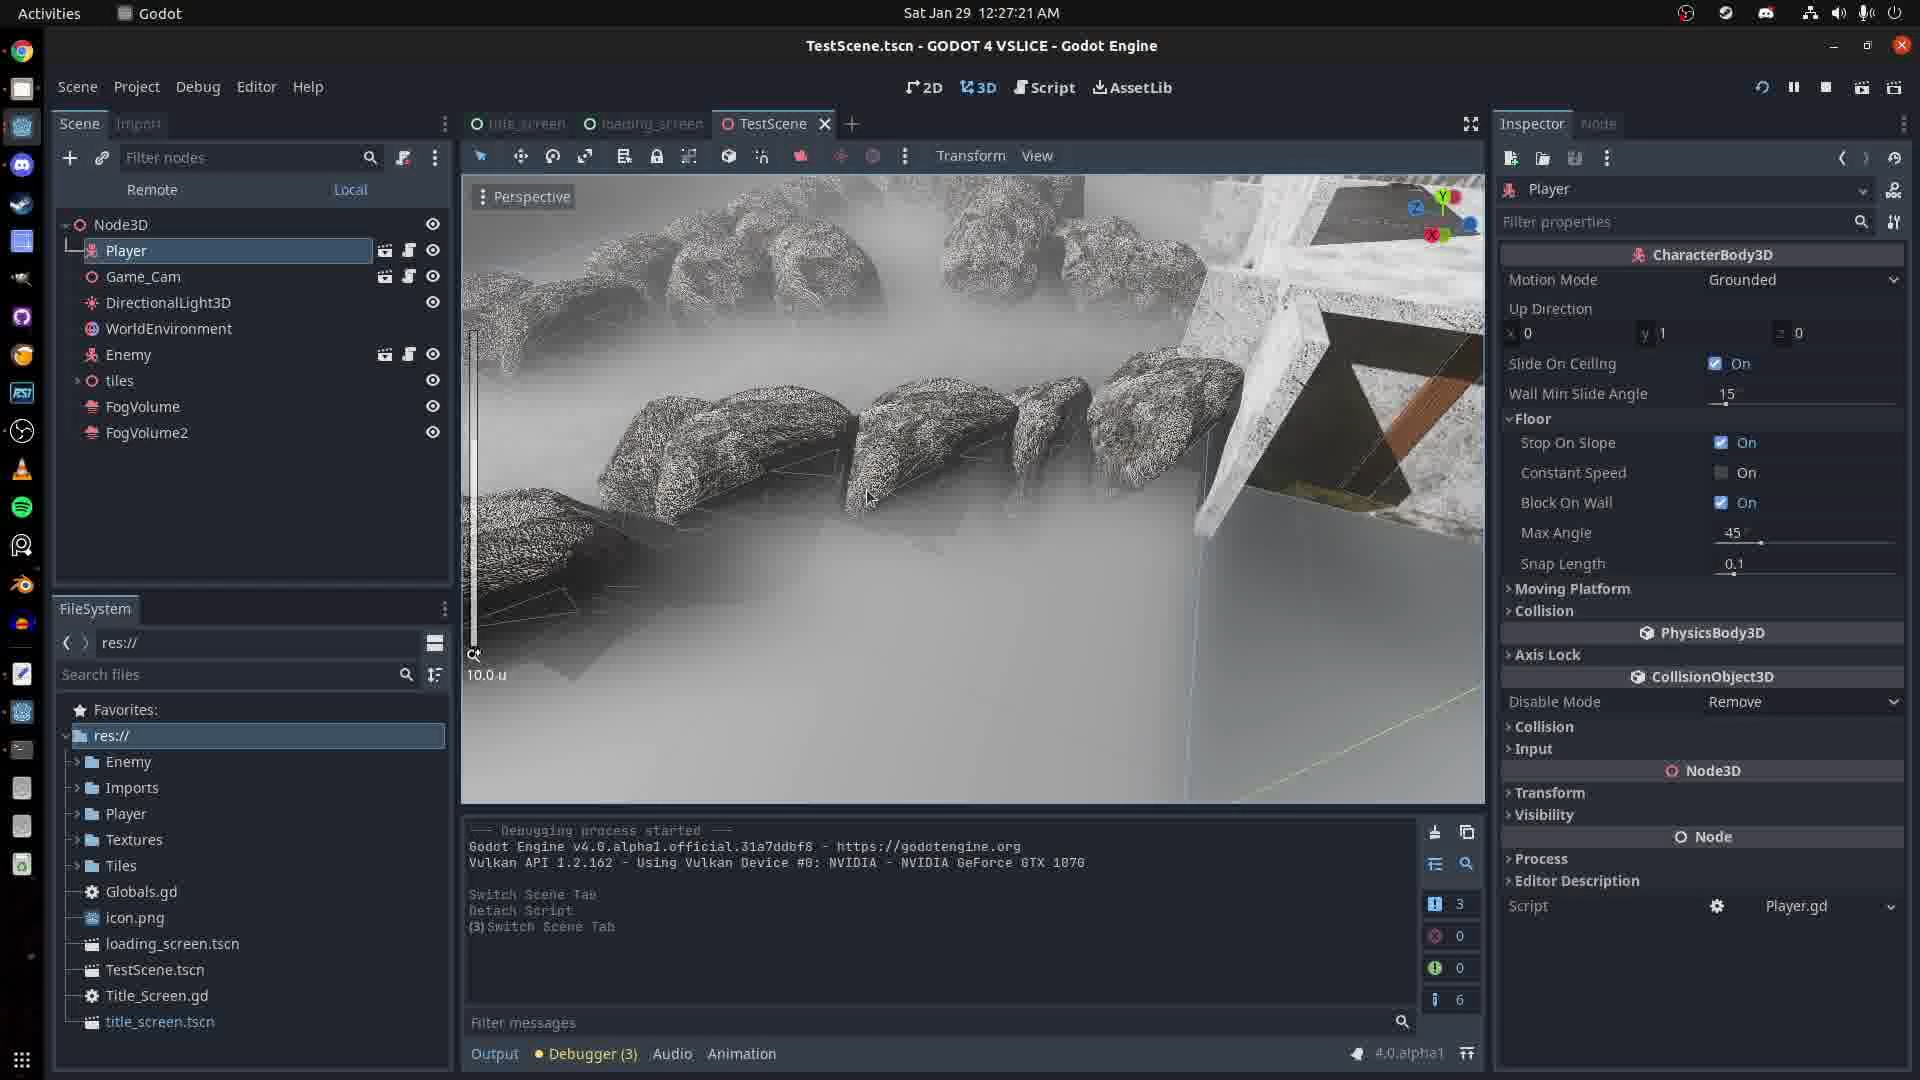 Activities
Godot
Sat Jan 29 12:27:21 AM
TestScene.tscn - GODOT 4 VSLICE - Godot Engine
Scene Project Debug Editor Help
2D 3D Script AssetLib
Scene Import
title_screen loading_screen TestScene
Inspector Node
Filter nodes
Transform View
Remote Local
Perspective
Player
Filter properties
Node3D
Player
Game_Cam
DirectionalLight3D
WorldEnvironment
Enemy
tiles
FogVolume
FogVolume2
Y
Z
X
10.0 u
CharacterBody3D
Motion Mode Grounded
Up Direction
x 0 y 1 z 0
Slide On Ceiling On
Wall Min Slide Angle 15
Floor
Stop On Slope On
Constant Speed On
Block On Wall On
Max Angle 45
Snap Length 0.1
Moving Platform
Collision
PhysicsBody3D
Axis Lock
CollisionObject3D
Disable Mode Remove
Collision
Input
Node3D
Transform
Visibility
Node
Process
Editor Description
Script Player.gd
FileSystem
res://
Search files
Favorites:
res://
Enemy
Imports
Player
Textures
Tiles
Globals.gd
icon.png
loading_screen.tscn
TestScene.tscn
Title_Screen.gd
title_screen.tscn
--- Debugging process started ---
Godot Engine v4.0.alpha1.official.31a7ddbf8 - https://godotengine.org
Vulkan API 1.2.162 - Using Vulkan Device #0: NVIDIA - NVIDIA GeForce GTX 1070
Switch Scene Tab
Detach Script
(3) Switch Scene Tab
3
0
0
6
Filter messages
Output Debugger (3) Audio Animation
4.0.alpha1